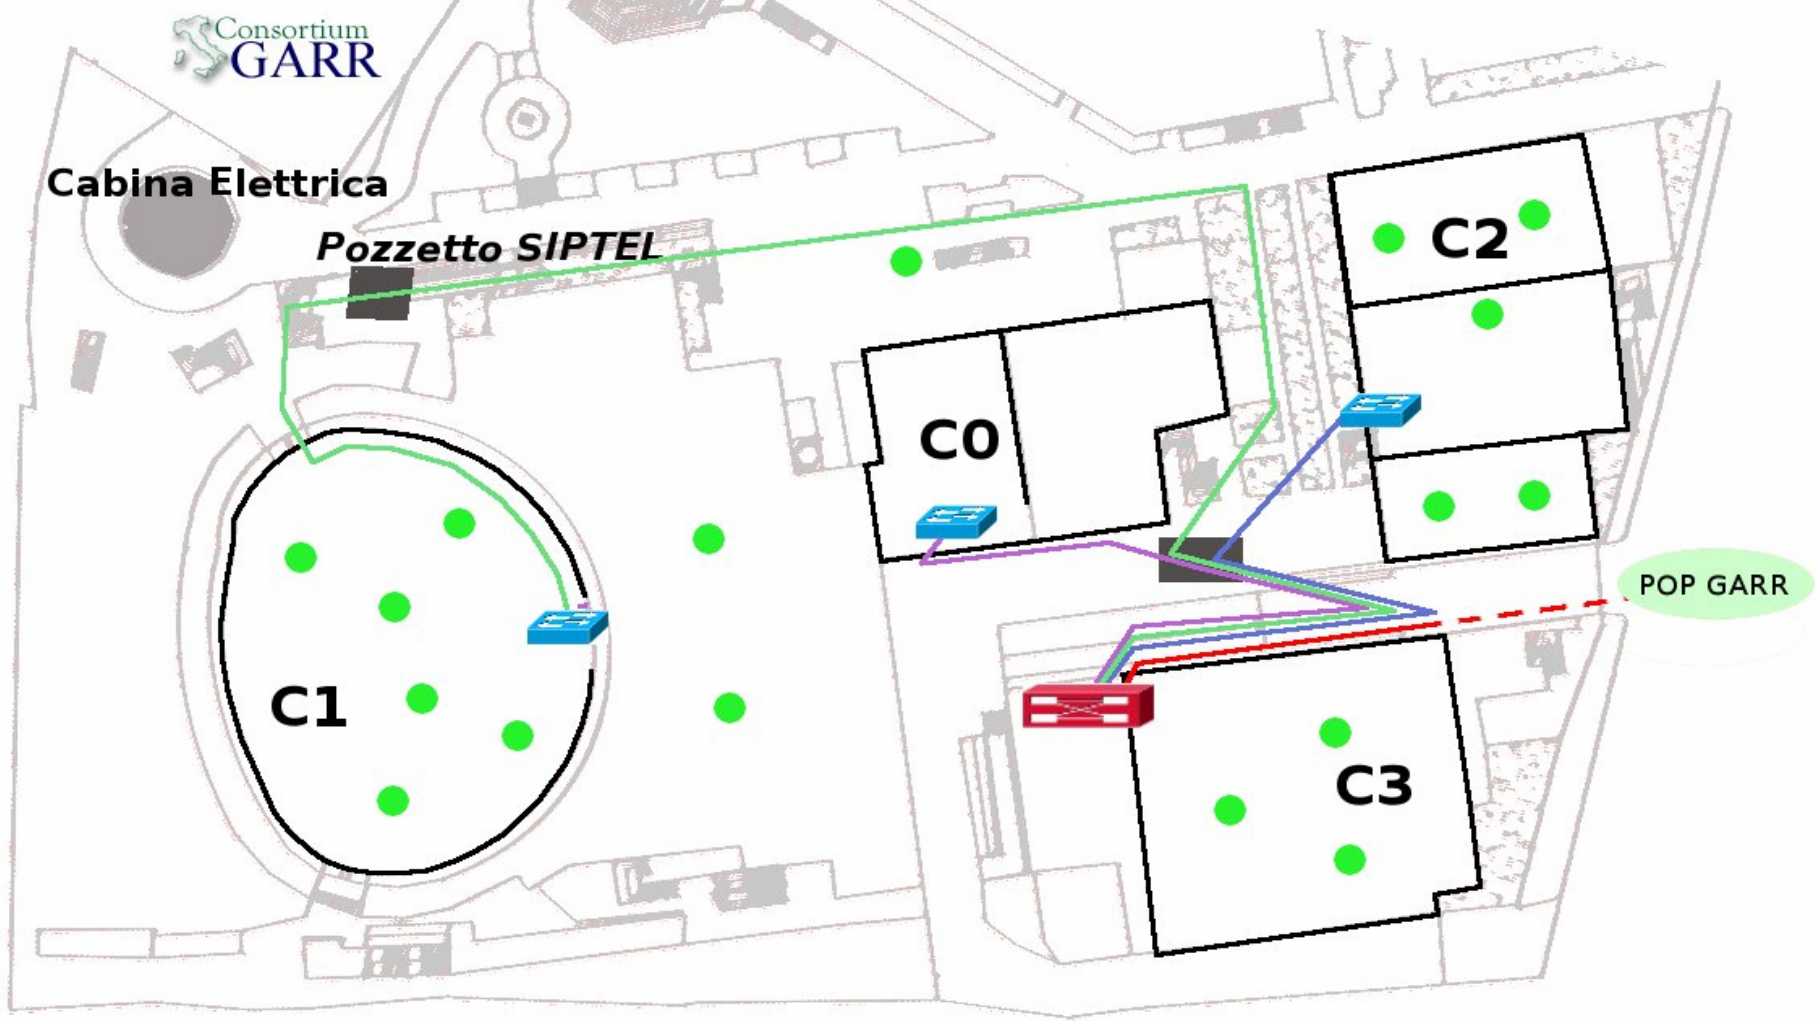 Consortium
GARR
Cabina Elettrica
Pozzetto SIPTEL
C2
C0
POP GARR
C1
C3